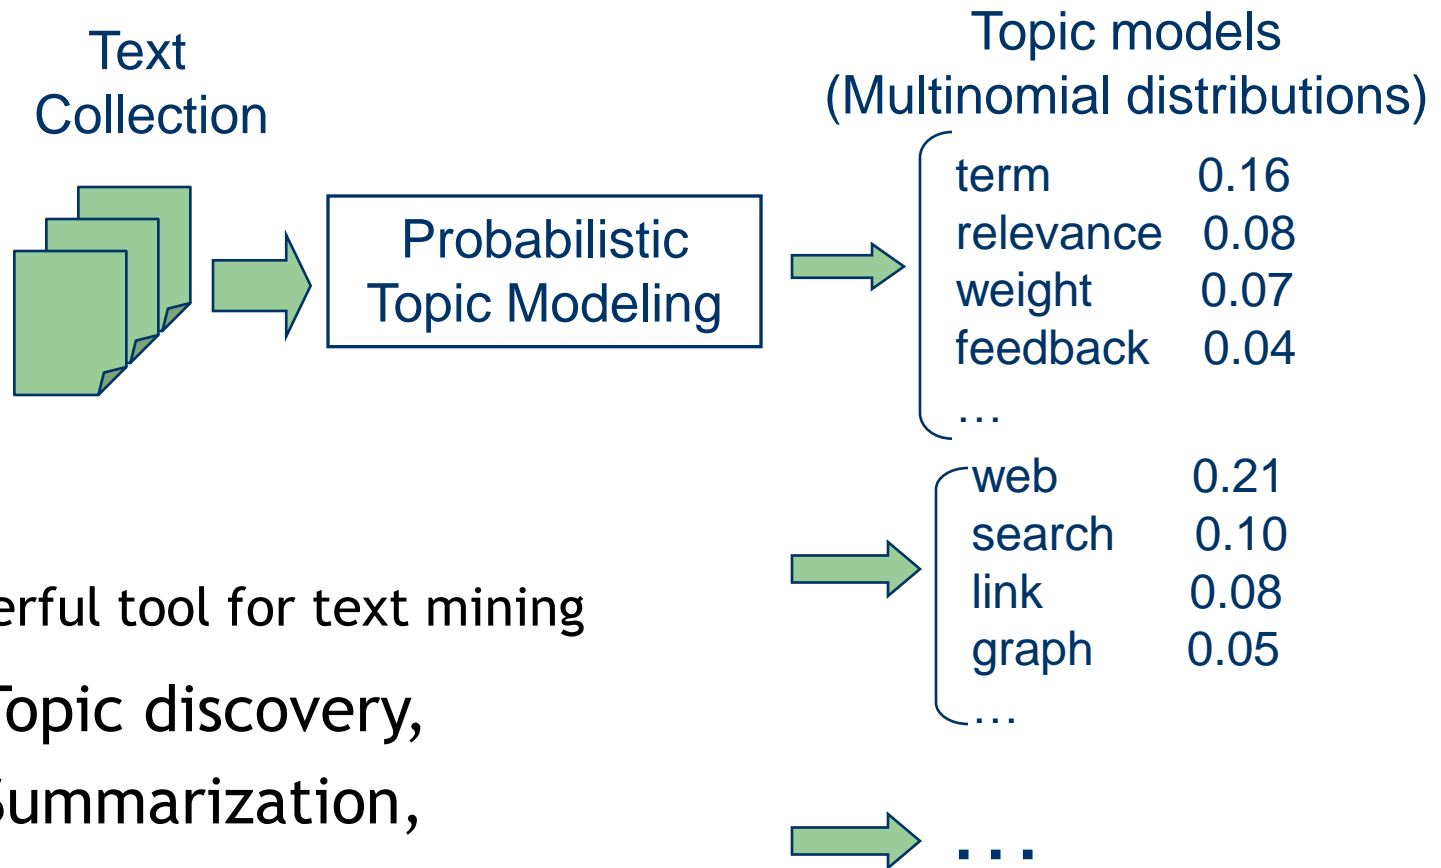 Text
Collection
Probabilistic
Topic Modeling
Topic models
(Multinomial distributions)
term 0.16
relevance 0.08
weight 0.07
feedback 0.04
…
web 0.21
search 0.10
link 0.08
graph 0.05
…
...
erful tool for text mining
Topic discovery,
Summarization,